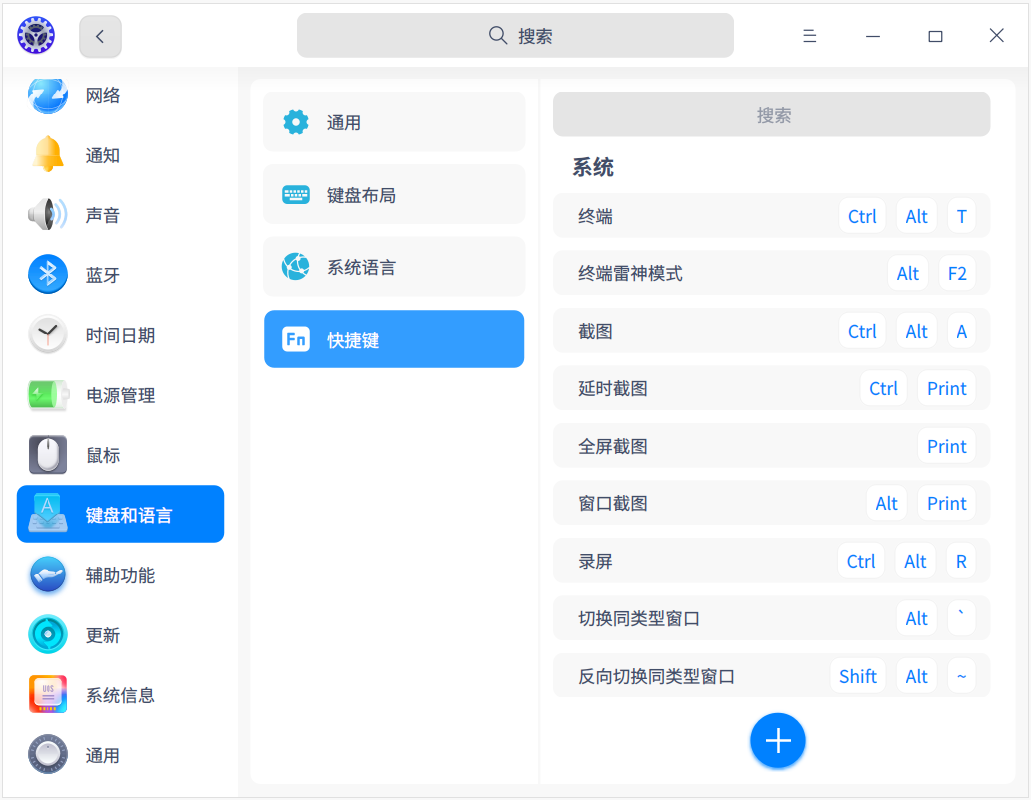 搜索
网络
通知
声音
蓝牙
时间日期
电源管理
鼠标
键盘和语言
辅助功能
更新
系统信息
通用
通用
键盘布局
系统语言
Fn 快捷键
搜索
系统
终端 Ctrl Alt T
终端雷神模式 Alt F2
截图 Ctrl Alt A
延时截图 Ctrl Print
全屏截图 Print
窗口截图 Alt Print
录屏 Ctrl Alt R
切换同类型窗口 Alt `
反向切换同类型窗口 Shift Alt ~